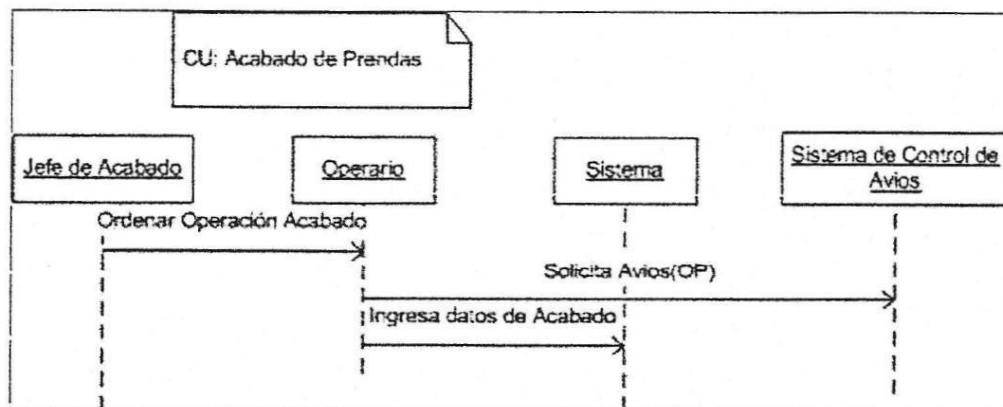 CU: Acabado de Prendas
Jefe de Acabado
Operario
Sistema
Sistema de Control de
Avios
Ordenar Operación Acabado
Solicita Avios(OP)
Ingresa datos de Acabado